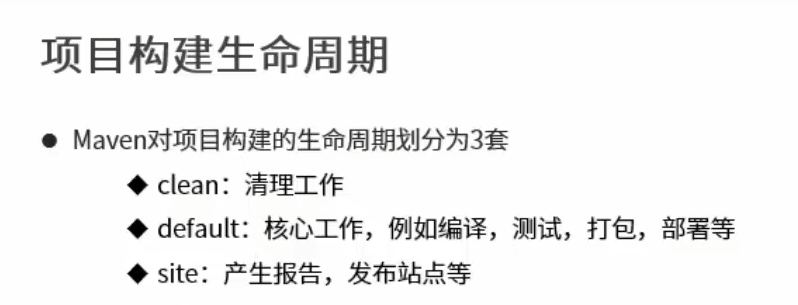 项目构建生命周期
● Maven对项目构建的生命周期划分为3套
◆ clean：清理工作
◆ default：核心工作，例如编译，测试，打包，部署等
◆ site：产生报告，发布站点等